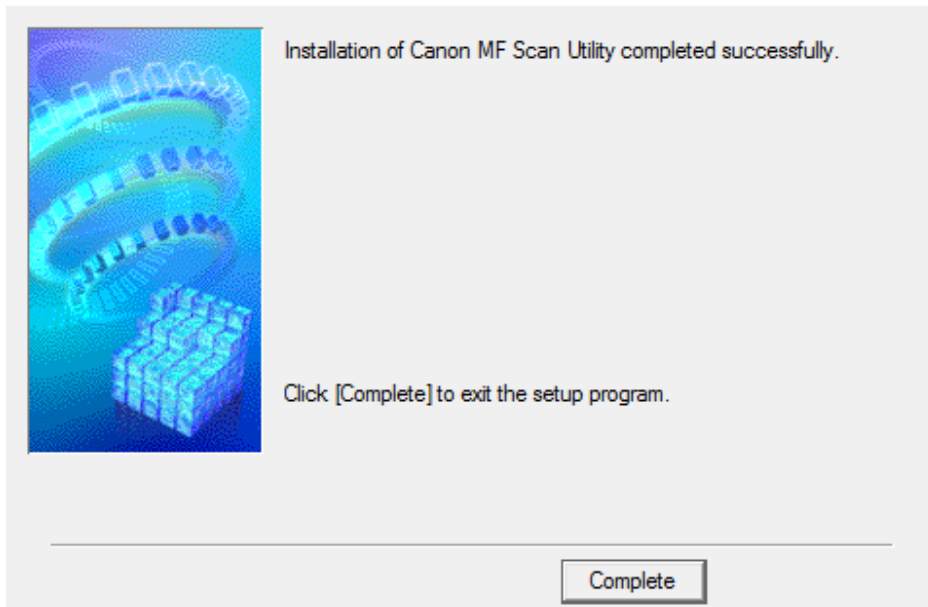 Installation of Canon MF Scan Utility completed successfully.
Click [Complete] to exit the setup program.
Complete